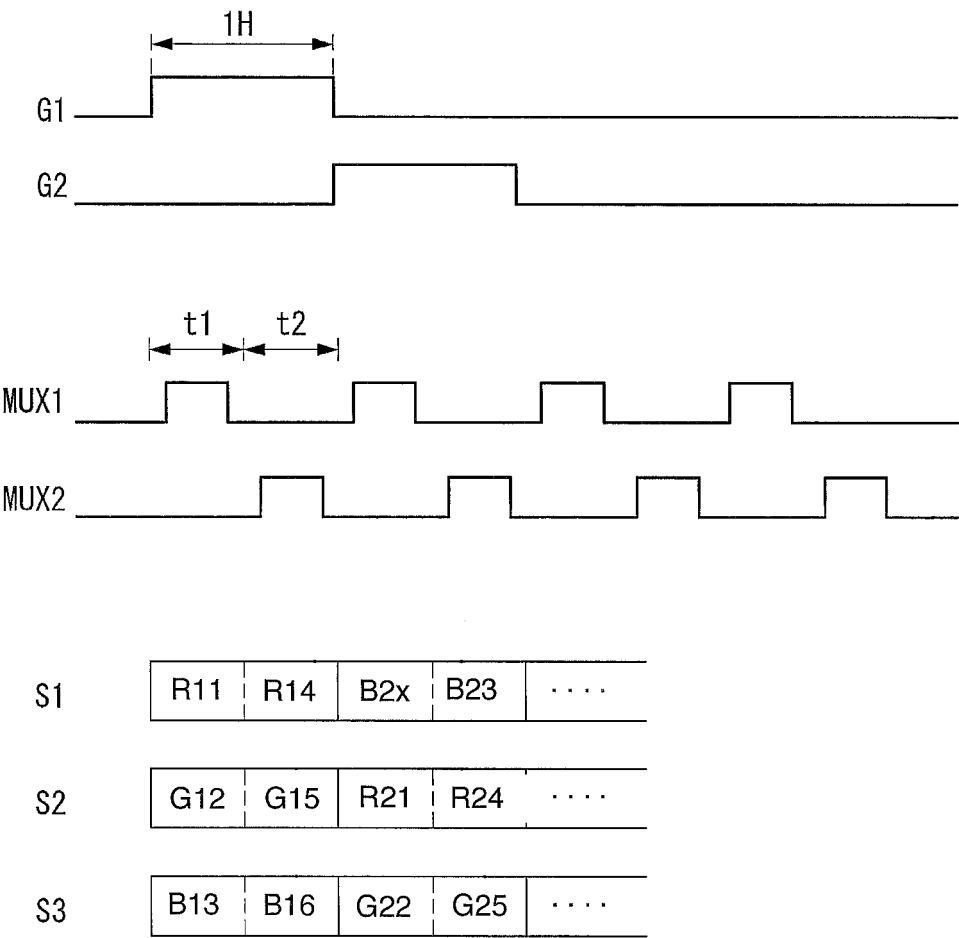 1H
G1
G2
t1 t2
MUX1
MUX2
S1 R11 R14 B2x B23 ····
S2 G12 G15 R21 R24 ····
S3 B13 B16 G22 G25 ····